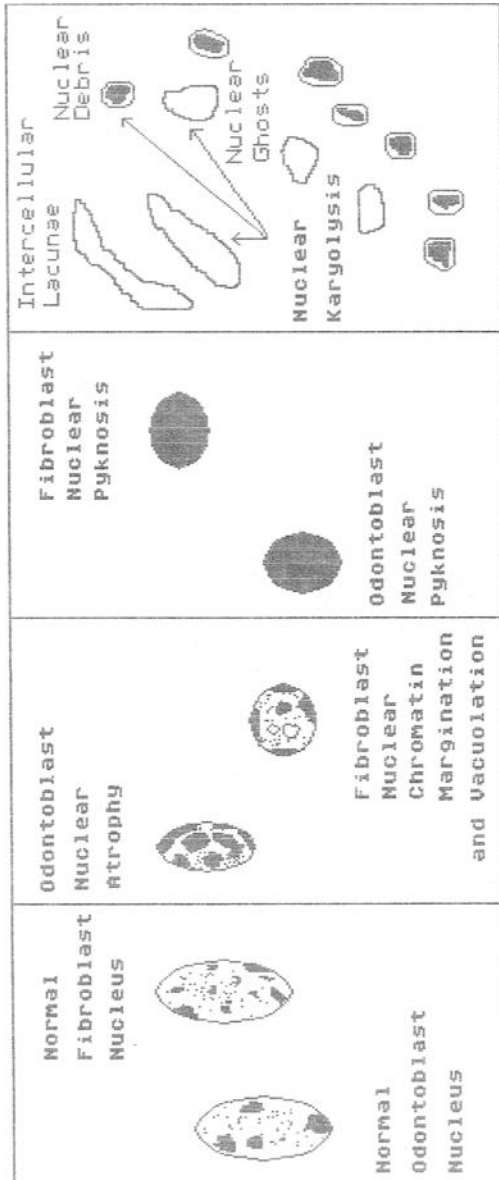 Normal
Fibroblast
Nucleus
Normal
Odontoblast
Nucleus
Odontoblast
Nuclear
Atrophy
Fibroblast
Nuclear
Chromatin
Margination
and Vacuolation
Fibroblast
Nuclear
Pyknosis
Odontoblast
Nuclear
Pyknosis
Intercellular
Lacunae
Nuclear
Debris
Nuclear
Ghosts
Nuclear
Karyolysis